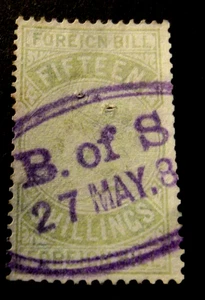 FOREIGN BILL
FIFTEEN
B. of S
27 MAY. 8
SHILLINGS